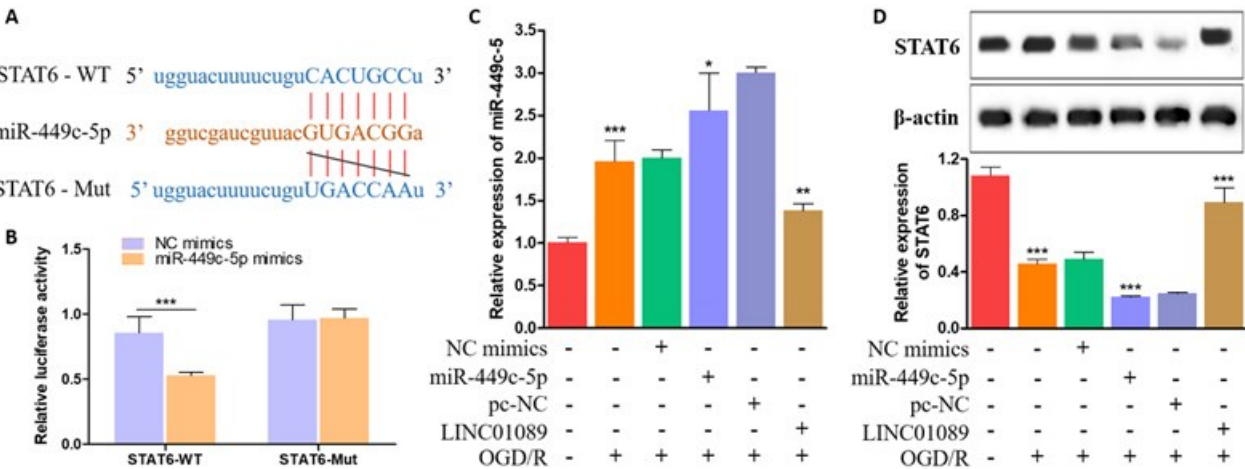 A
STAT6 - WT 5' ugguacuuuucuguCACUGCCu 3'
miR-449c-5p 3' ggucgaucguuacGUGACGGa
STAT6 - Mut 5' ugguacuuuucuguUGACCAAu 3'
B
NC mimics
miR-449c-5p mimics
Relative luciferase activity
1.5
1.0
0.5
0.0
***
STAT6-WT STAT6-Mut
C
Relative expression of miR-449c-5
3.5
3.0
2.5
2.0
1.5
1.0
0.5
0.0
*** * **
NC mimics - - + - - -
miR-449c-5p - - - + - -
pc-NC - - - - + -
LINC01089 - - - - - +
OGD/R - + + + + +
D
STAT6
β-actin
Relative expression
of STAT6
1.2
0.8
0.4
0.0
*** *** ***
NC mimics - - + - - -
miR-449c-5p - - - + - -
pc-NC - - - - + -
LINC01089 - - - - - +
OGD/R - + + + + +